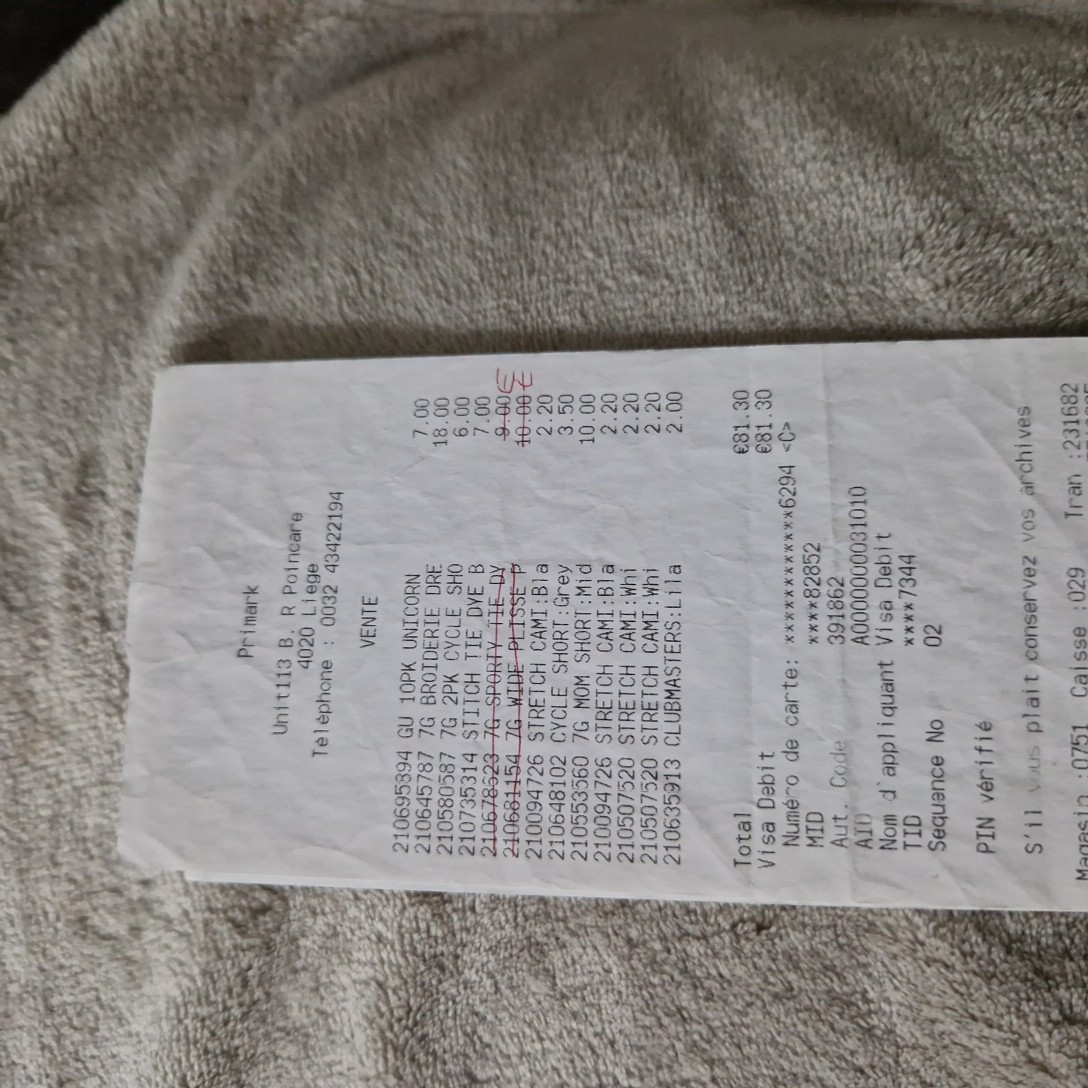 Primark
Unit113 B. R Poincare
4020 Liege
Téléphone : 0032 43422194
VENTE
210695894 GU 10PK UNICORN 7.00
210645787 7G BROIDERIE DRE 18.00
210580587 7G 2PK CYCLE SHO 6.00
210735314 STITCH TIE DYE B 7.00
210678523 7G SPORTY TIE DY 9.00
210681154 7G WIDE PLISSE P 10.00
210094726 STRETCH CAMI:Bla 2.20
210648102 CYCLE SHORT:Grey 3.50
210553560 7G MOM SHORT:Mid 10.00
210094726 STRETCH CAMI:Bla 2.20
210507520 STRETCH CAMI:Whi 2.20
210507520 STRETCH CAMI:Whi 2.20
210635913 CLUBMASTERS:Lila 2.00
Total €81.30
Visa Debit €81.30
Numéro de carte: ************6294 <C>
MID ****82852
Aut. Code 391862
AID A0000000031010
Nom d'appliquant Visa Debit
TID ****7344
Sequance No 02
PIN vérifié
S'il vous plait conservez vos archives
Magasin :0751 Caisse :029 Tran :231682